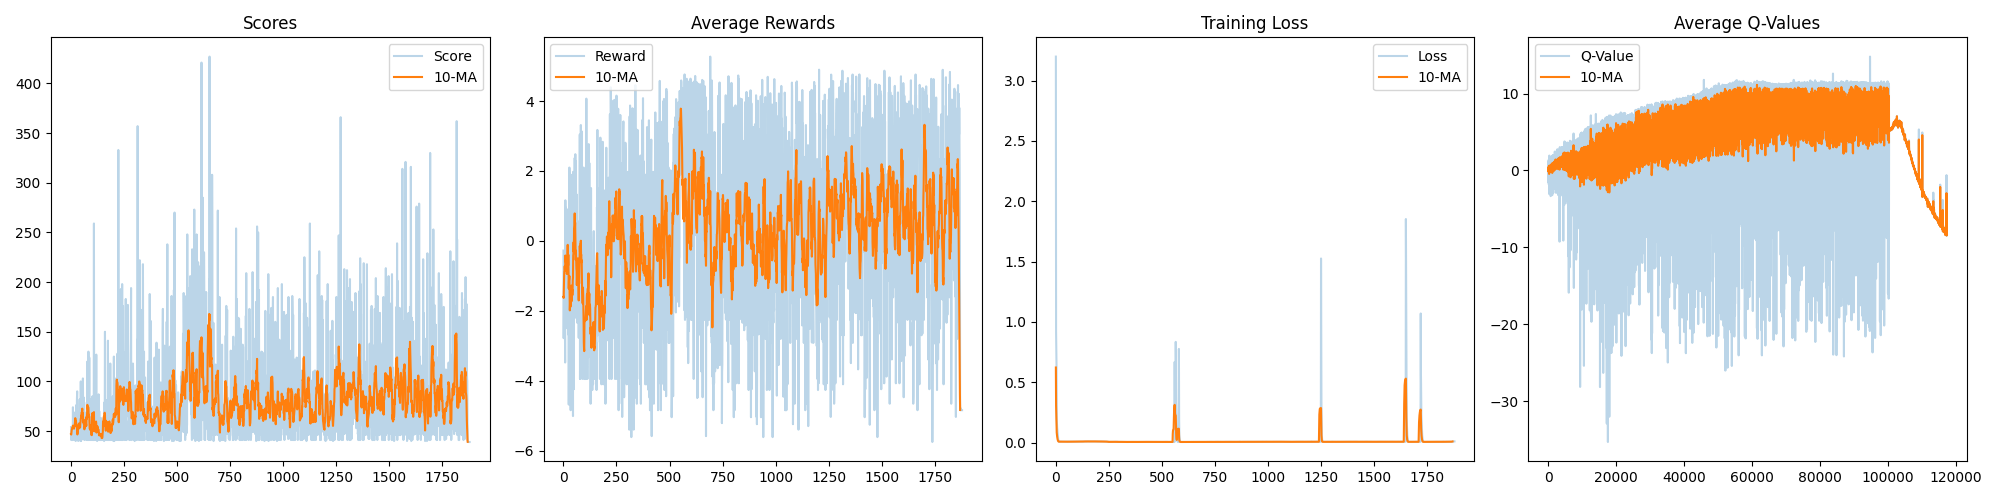 Scores
Score
10-MA
400
350
300
250
200
150
100
50
0 250 500 750 1000 1250 1500 1750
Average Rewards
Reward
10-MA
4
2
0
−2
−4
−6
0 250 500 750 1000 1250 1500 1750
Training Loss
Loss
10-MA
3.0
2.5
2.0
1.5
1.0
0.5
0.0
0 250 500 750 1000 1250 1500 1750
Average Q-Values
Q-Value
10-MA
10
0
−10
−20
−30
0 20000 40000 60000 80000 100000 120000